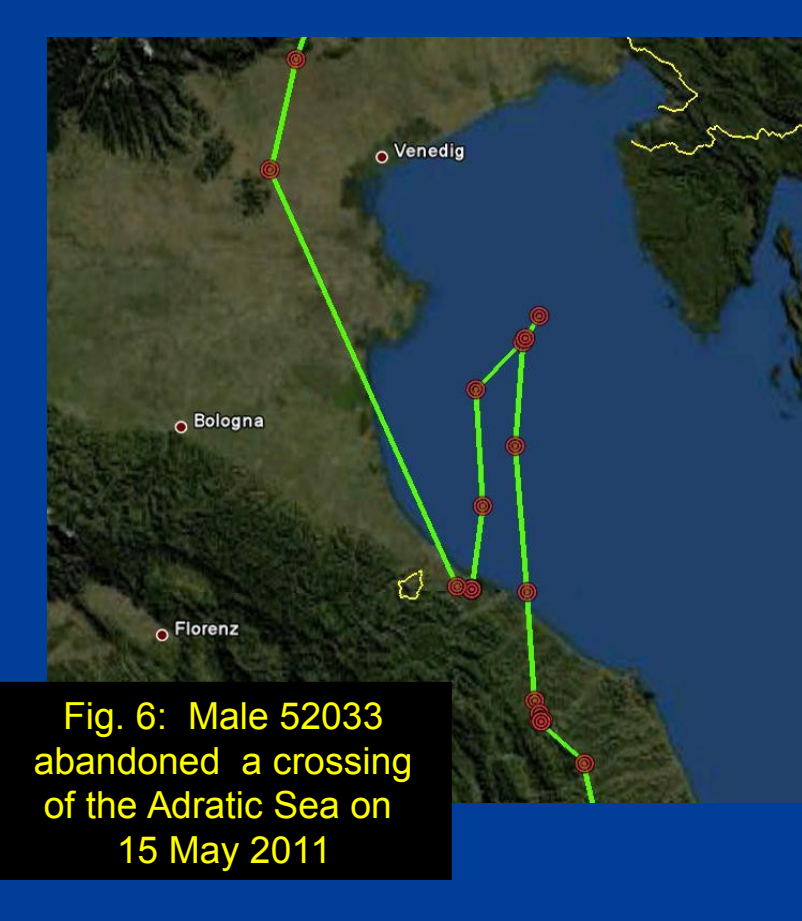 Venedig
Bologna
Florenz
Fig. 6:  Male 52033
abandoned  a crossing
of the Adratic Sea on
15 May 2011